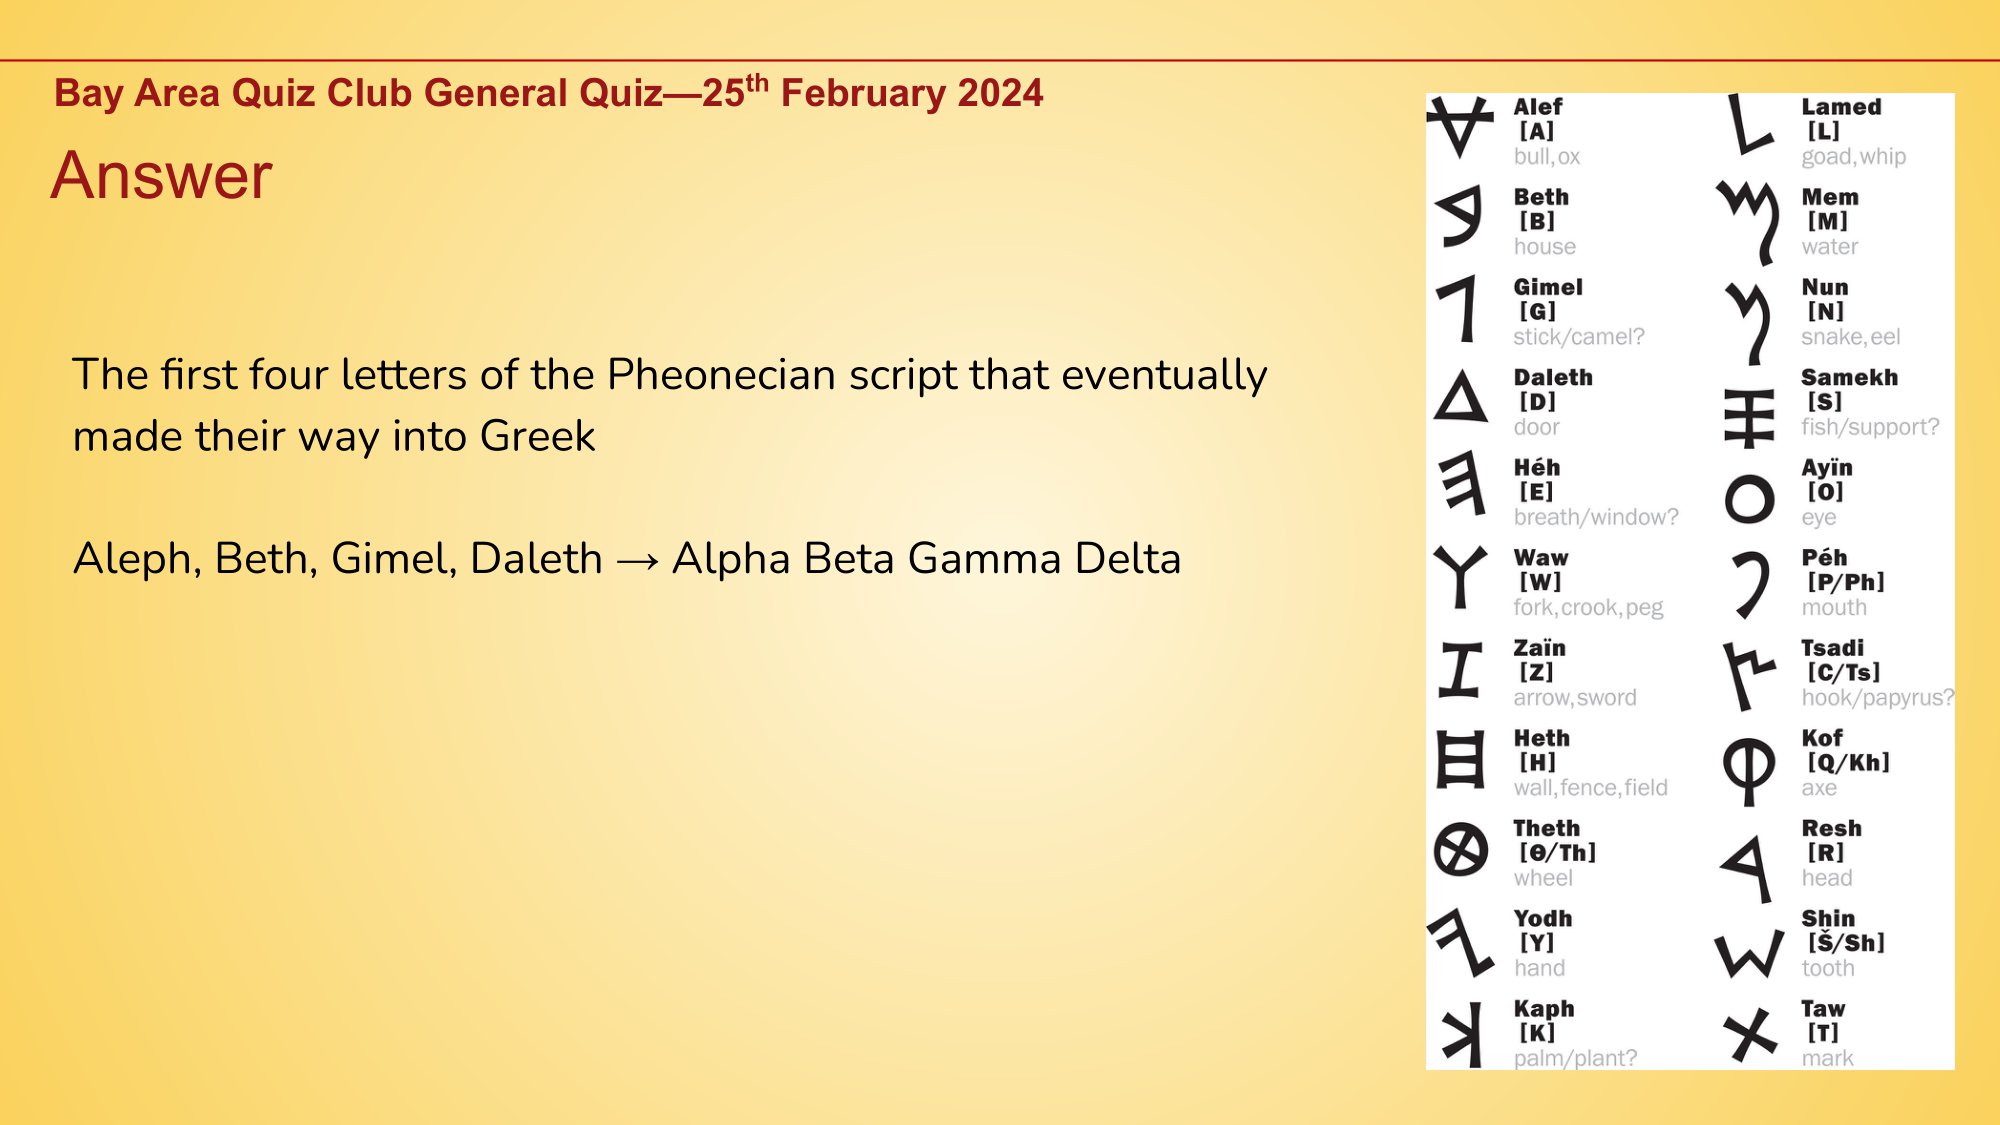 Bay Area Quiz Club General Quiz—25th February 2024
Answer
The first four letters of the Pheonecian script that eventually
made their way into Greek
Aleph, Beth, Gimel, Daleth → Alpha Beta Gamma Delta
Alef
[A]
bull,ox
Beth
[B]
house
Gimel
[G]
stick/camel?
Daleth
[D]
door
Héh
[E]
breath/window?
Waw
[W]
fork,crook,peg
Zaïn
[Z]
arrow,sword
Heth
[H]
wall,fence,field
Theth
[Θ/Th]
wheel
Yodh
[Y]
hand
Kaph
[K]
palm/plant?
Lamed
[L]
goad,whip
Mem
[M]
water
Nun
[N]
snake,eel
Samekh
[S]
fish/support?
Ayïn
[O]
eye
Péh
[P/Ph]
mouth
Tsadi
[C/Ts]
hook/papyrus?
Kof
[Q/Kh]
axe
Resh
[R]
head
Shin
[Š/Sh]
tooth
Taw
[T]
mark